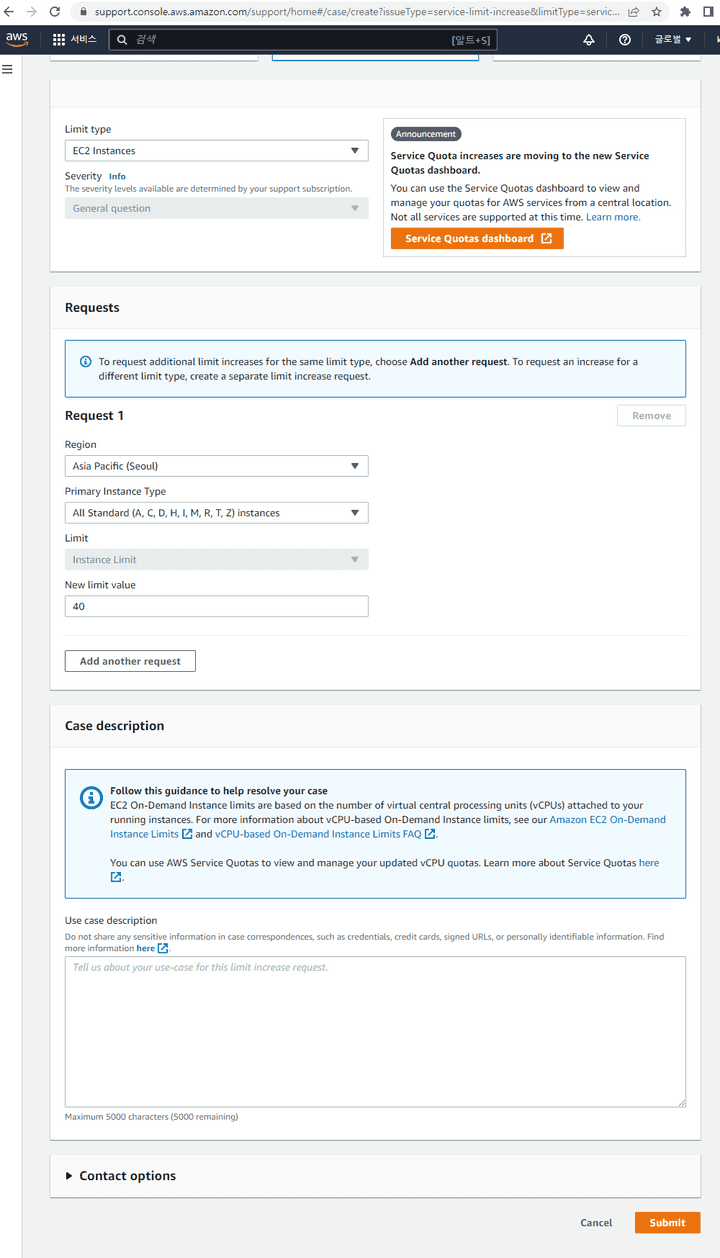 support.console.aws.amazon.com/support/home#/case/create?issueType=service-limit-increase&limitType=servic...
aws
서비스
검색
[알트+S]
글로벌 ▼
Limit type
EC2 Instances
Severity Info
The severity levels available are determined by your support subscription.
General question
Announcement
Service Quota increases are moving to the new Service
Quotas dashboard.
You can use the Service Quotas dashboard to view and
manage your quotas for AWS services from a central location.
Not all services are supported at this time. Learn more.
Service Quotas dashboard
Requests
To request additional limit increases for the same limit type, choose Add another request. To request an increase for a
different limit type, create a separate limit increase request.
Request 1
Remove
Region
Asia Pacific (Seoul)
Primary Instance Type
All Standard (A, C, D, H, I, M, R, T, Z) instances
Limit
Instance Limit
New limit value
40
Add another request
Case description
Follow this guidance to help resolve your case
EC2 On-Demand Instance limits are based on the number of virtual central processing units (vCPUs) attached to your
running instances. For more information about vCPU-based On-Demand Instance limits, see our Amazon EC2 On-Demand
Instance Limits and vCPU-based On-Demand Instance Limits FAQ .
You can use AWS Service Quotas to view and manage your updated vCPU quotas. Learn more about Service Quotas here
.
Use case description
Do not share any sensitive information in case correspondences, such as credentials, credit cards, signed URLs, or personally identifiable information. Find
more information here .
Tell us about your use-case for this limit increase request.
Maximum 5000 characters (5000 remaining)
Contact options
Cancel
Submit